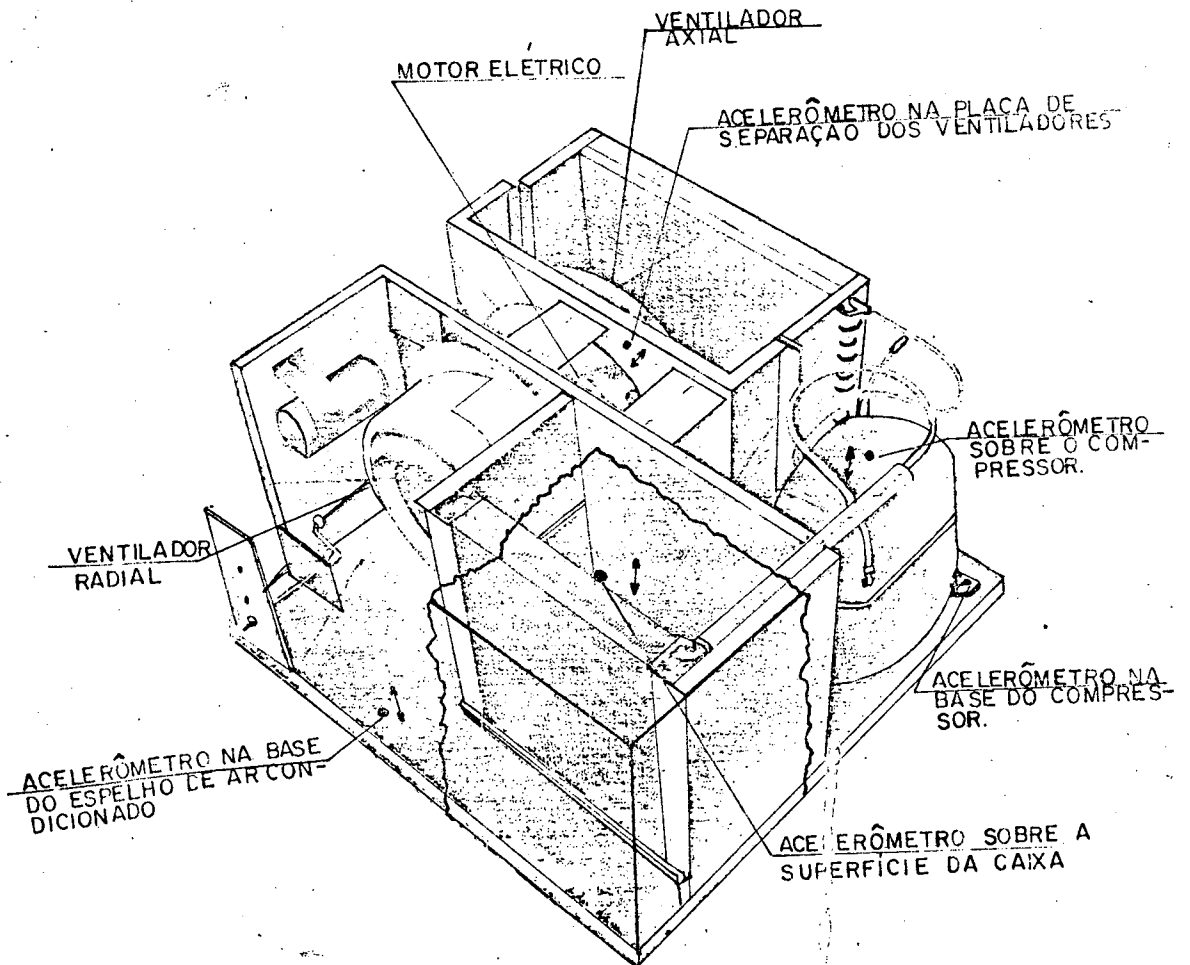 VENTILADOR
AXIAL
MOTOR ELÉTRICO
ACELERÔMETRO NA PLAÇA DE
SEPARAÇÃO DOS VENTILADORES
ACELERÔMETRO
SOBRE O COM-
PRESSOR.
VENTILADOR
RADIAL
ACELERÔMETRO NA
BASE DO COMPRES-
SOR.
ACELERÔMETRO NA BASE
DO ESPELHO DE AR CON-
DICIONADO
ACELERÔMETRO SOBRE A
SUPERFÍCIE DA CAIXA